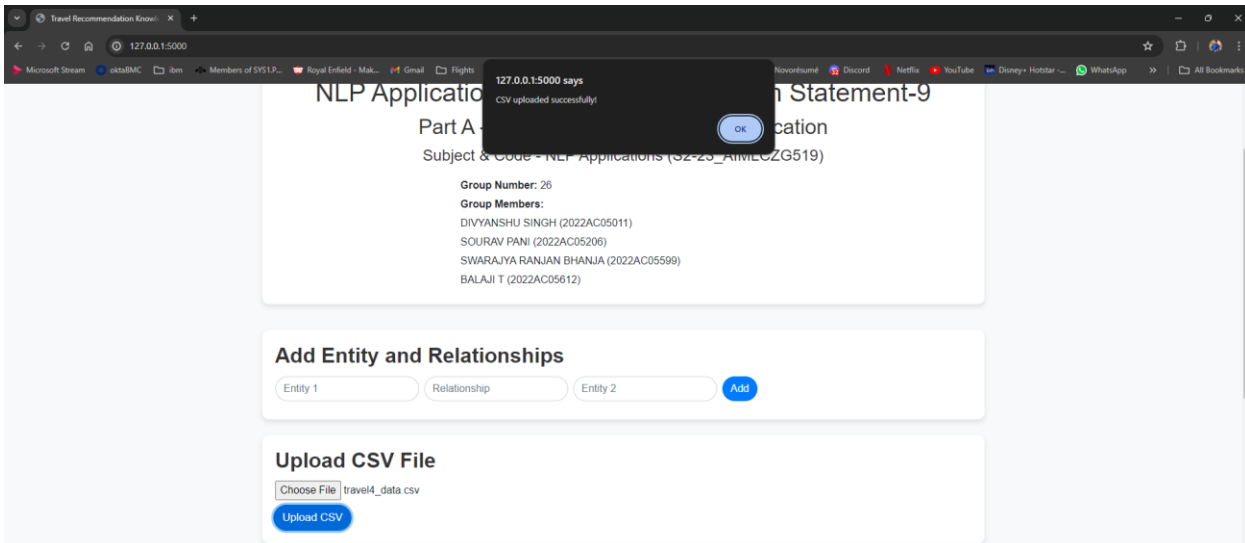 Travel Recommendation Knowl
127.0.0.1:5000
Microsoft Stream oktaBMC ibm Members of SYS1.P... Royal Enfield - Mak... Gmail Flights Novorésumé Discord Netflix YouTube Disney+ Hotstar -... WhatsApp All Bookmarks
127.0.0.1:5000 says
CSV uploaded successfully!
OK
NLP Applicatio Statement-9
Part A - cation
Subject & Code - NLP Applications (S2-23_AIMLCZG519)
Group Number: 26
Group Members:
DIVYANSHU SINGH (2022AC05011)
SOURAV PANI (2022AC05206)
SWARAJYA RANJAN BHANJA (2022AC05599)
BALAJI T (2022AC05612)
Add Entity and Relationships
Entity 1 Relationship Entity 2 Add
Upload CSV File
Choose File travel4_data.csv
Upload CSV